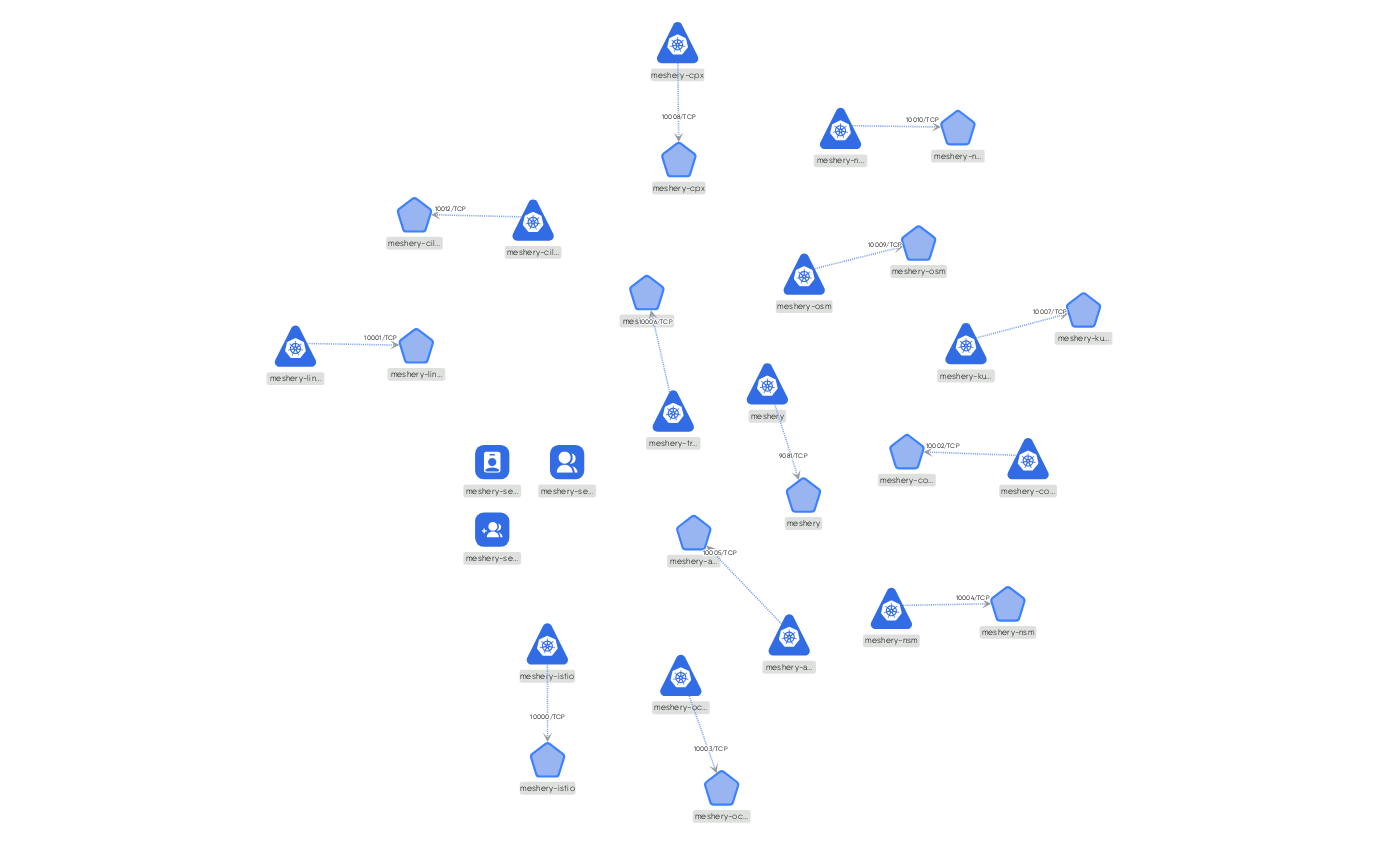 meshery-cpx
10008/TCP
meshery-cpx
10010/TCP
meshery-n...
meshery-n...
10012/TCP
meshery-cil...
meshery-cil...
10009/TCP
meshery-osm
meshery-osm
10006/TCP
10007/TCP
meshery-ku...
meshery-ku...
10001/TCP
meshery-lin...
meshery-lin...
meshery-tr...
meshery
9081/TCP
meshery
10002/TCP
meshery-co...
meshery-co...
meshery-se...
meshery-se...
meshery-se...
10005/TCP
meshery-a...
meshery-a...
10004/TCP
meshery-nsm
meshery-nsm
meshery-istio
10000/TCP
meshery-istio
meshery-oc...
10003/TCP
meshery-oc...